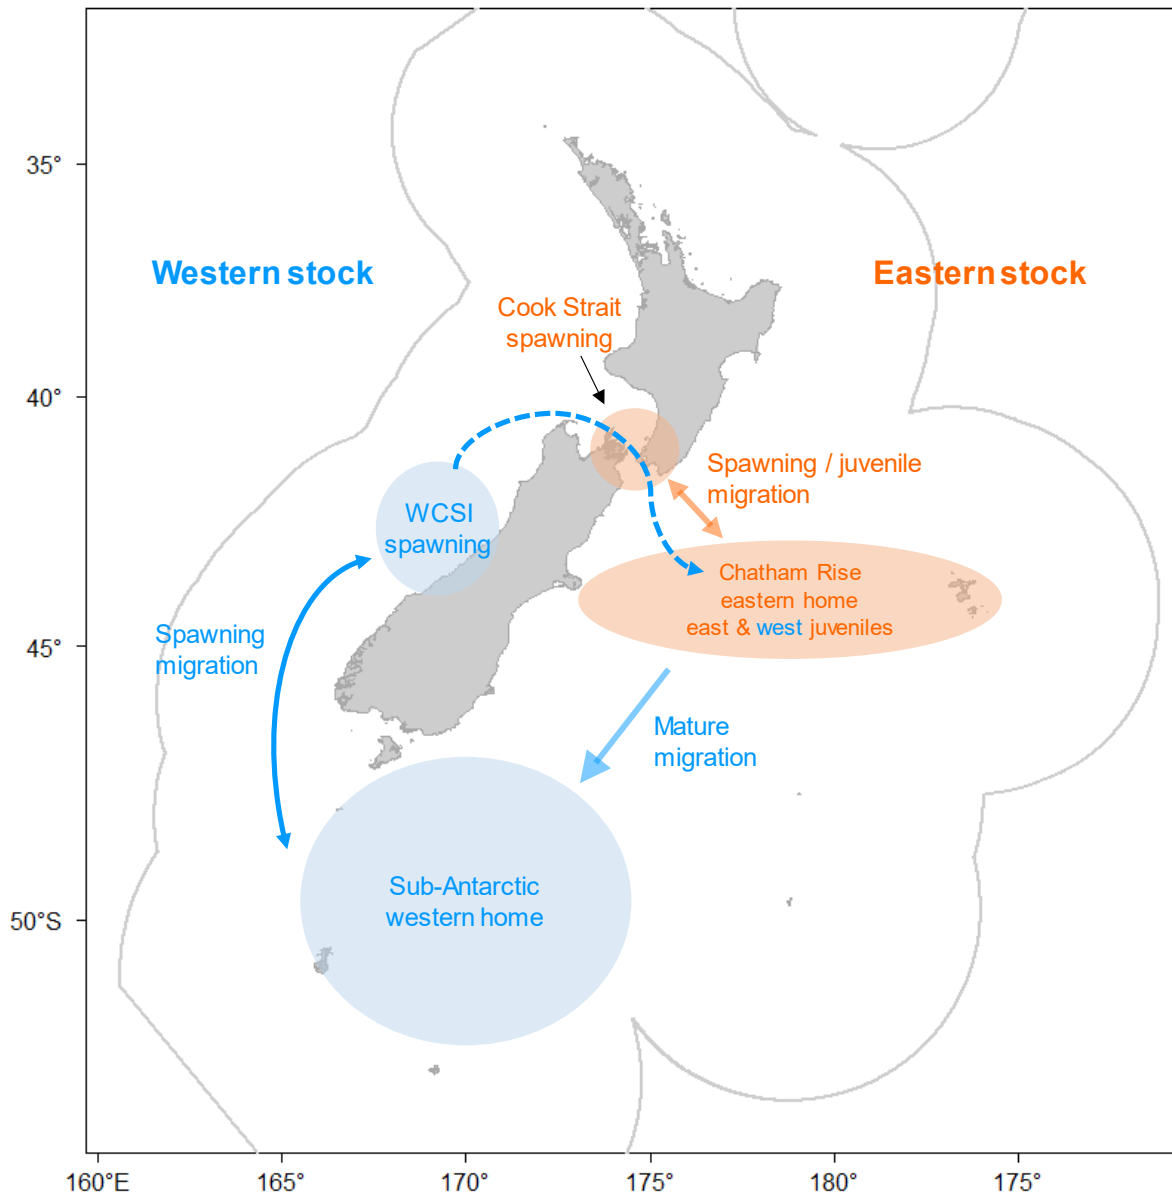 35°
Western stock
Eastern stock
Cook Strait
spawning
40°
Spawning / juvenile
migration
WCSI
spawning
Chatham Rise
eastern home
east & west juveniles
Spawning
migration
45°
Mature
migration
Sub-Antarctic
western home
50°S
160°E
165°
170°
175°
180°
175°